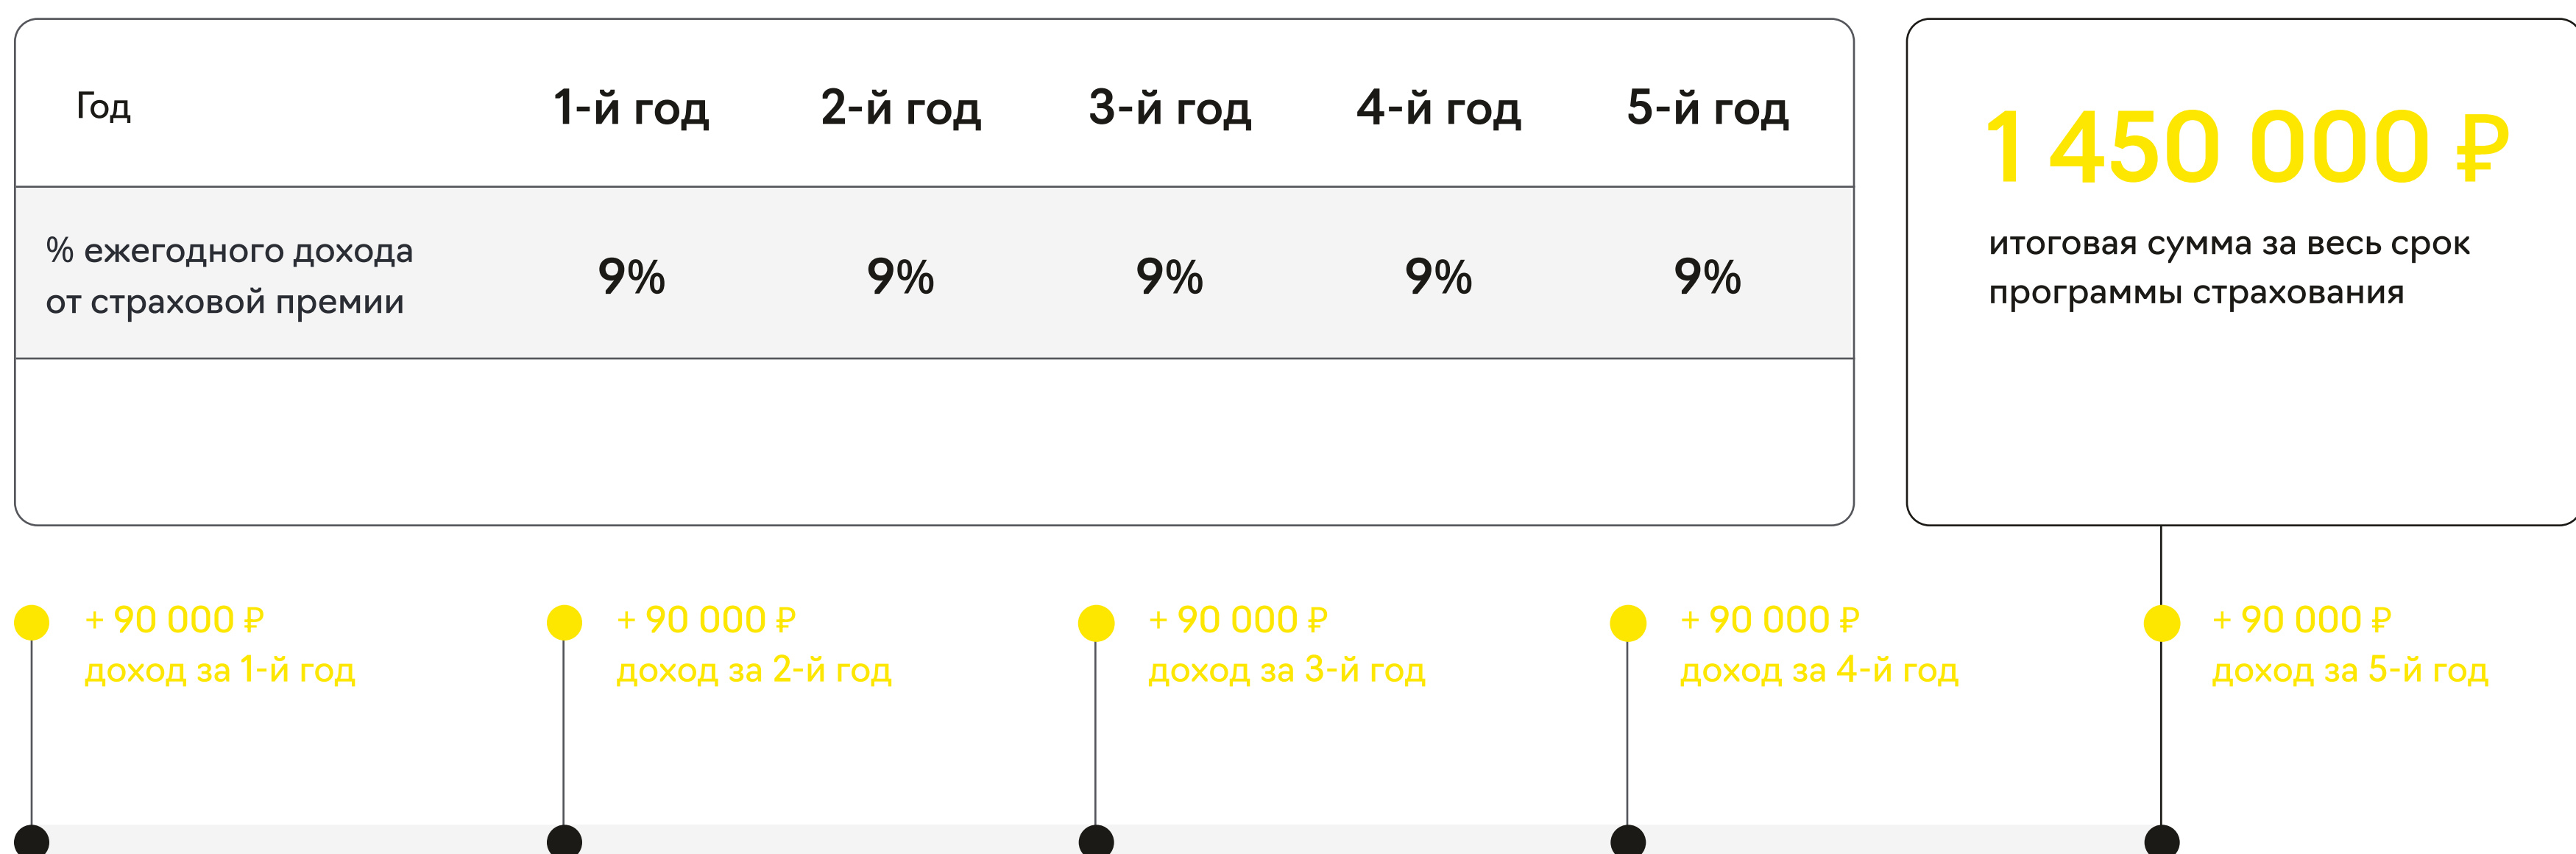 Год 1-й год 2-й год 3-й год 4-й год 5-й год
% ежегодного дохода
от страховой премии
9% 9% 9% 9% 9%
1 450 000 ₽
итоговая сумма за весь срок
программы страхования
+ 90 000 ₽
доход за 1-й год
+ 90 000 ₽
доход за 2-й год
+ 90 000 ₽
доход за 3-й год
+ 90 000 ₽
доход за 4-й год
+ 90 000 ₽
доход за 5-й год